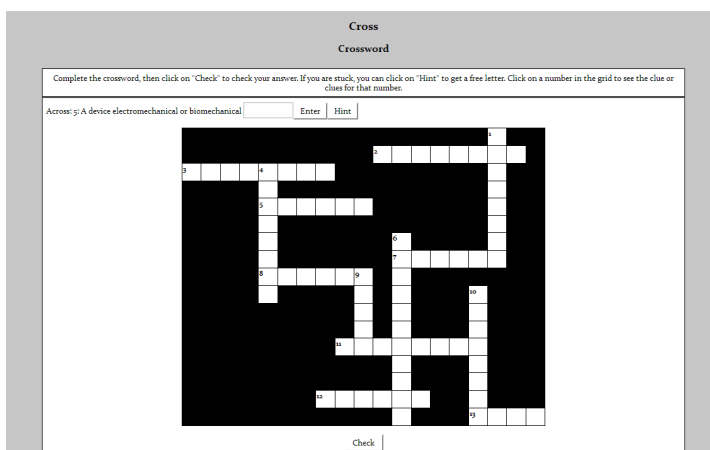 Cross
Crossword
Complete the crossword, then click on "Check" to check your answer. If you are stuck, you can click on "Hint" to get a free letter. Click on a number in the grid to see the clue or
clues for that number.
Across: 5: A device electromechanical or biomechanical Enter Hint
1
2
3 4
5
6
7
8 9
10
11
12
13
Check